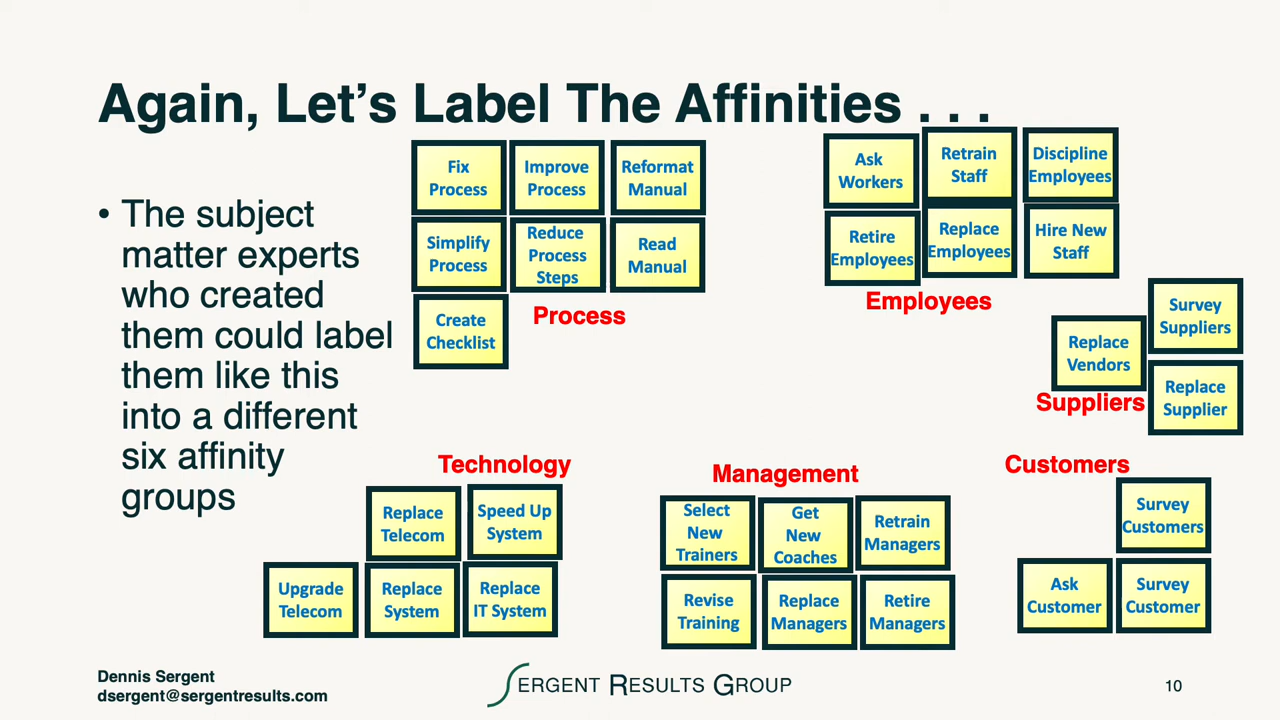 Again, Let's Label The Affinities . . .
• The subject
matter experts
who created
them could label
them like this
into a different
six affinity
groups
Fix
Process
Improve
Process
Reformat
Manual
Simplify
Process
Reduce
Process
Steps
Read
Manual
Create
Checklist
Process
Ask
Workers
Retrain
Staff
Discipline
Employees
Retire
Employees
Replace
Employees
Hire New
Staff
Employees
Survey
Suppliers
Replace
Vendors
Replace
Supplier
Suppliers
Technology
Replace
Telecom
Speed Up
System
Upgrade
Telecom
Replace
System
Replace
IT System
Management
Select
New
Trainers
Get
New
Coaches
Retrain
Managers
Revise
Training
Replace
Managers
Retire
Managers
Customers
Survey
Customers
Ask
Customer
Survey
Customer
Dennis Sergent
dsergent@sergentresults.com
SERGENT RESULTS GROUP
10